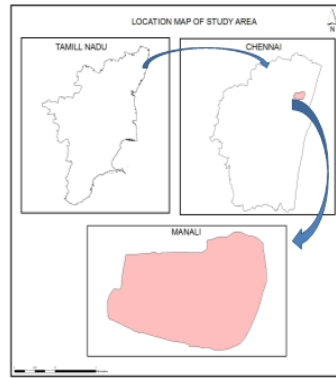 LOCATION MAP OF STUDY AREA
N
TAMILL NADU
CHENNAI
MANALI